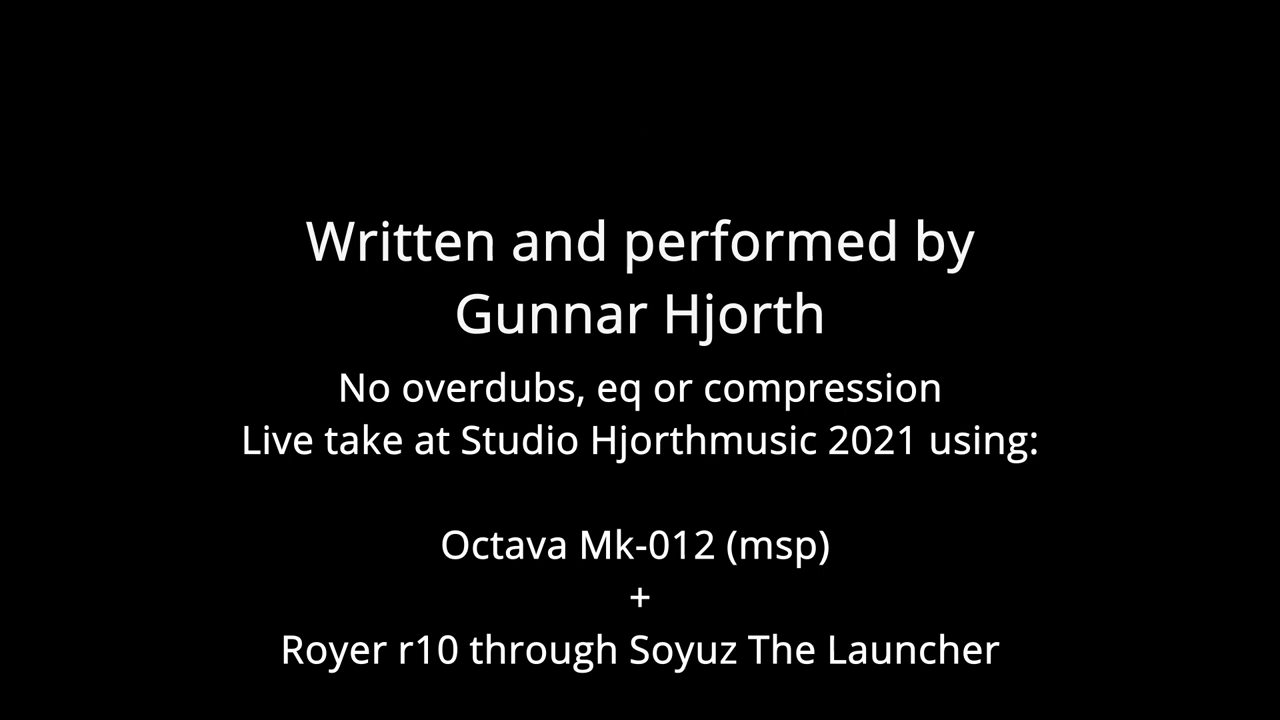 Written and performed by
Gunnar Hjorth
No overdubs, eq or compression
Live take at Studio Hjorthmusic 2021 using:
Octava Mk-012 (msp)
+
Royer r10 through Soyuz The Launcher